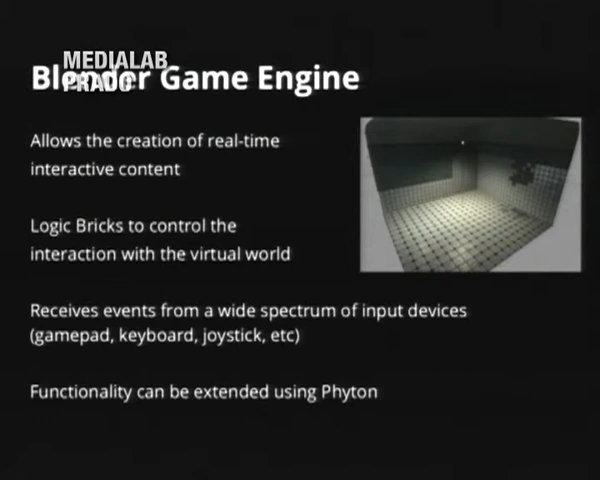 MEDIALAB
PRADO
Blender Game Engine
Allows the creation of real-time
interactive content
Logic Bricks to control the
interaction with the virtual world
Receives events from a wide spectrum of input devices
(gamepad, keyboard, joystick, etc)
Functionality can be extended using Phyton